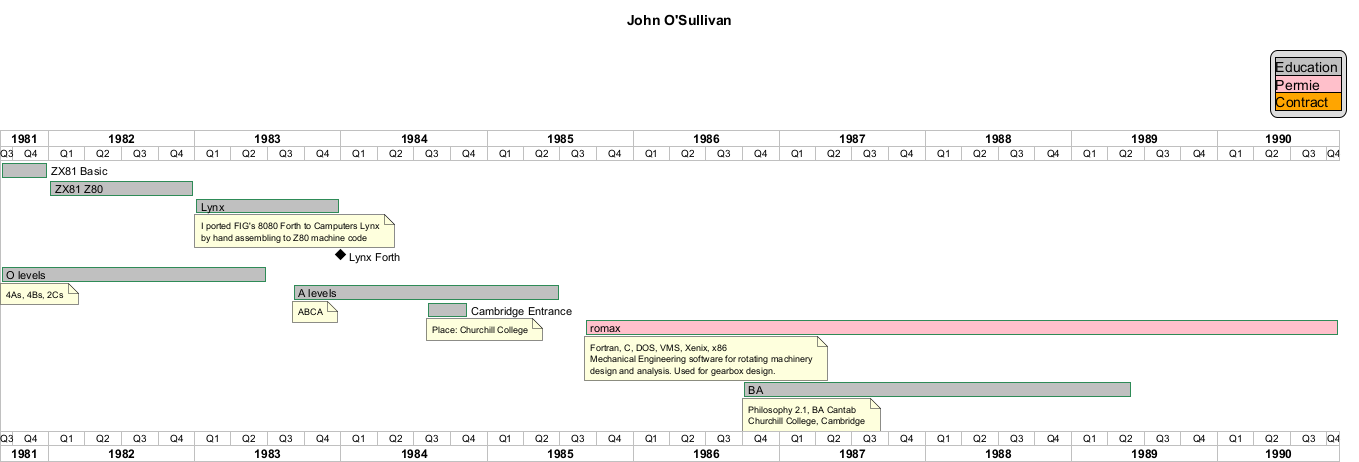 John O'Sullivan
Education
Permie
Contract
1981 1982 1983 1984 1985 1986 1987 1988 1989 1990
Q3 Q4 Q1 Q2 Q3 Q4 Q1 Q2 Q3 Q4 Q1 Q2 Q3 Q4 Q1 Q2 Q3 Q4 Q1 Q2 Q3 Q4 Q1 Q2 Q3 Q4 Q1 Q2 Q3 Q4 Q1 Q2 Q3 Q4 Q1 Q2 Q3 Q4
ZX81 Basic
ZX81 Z80
Lynx
I ported FIG's 8080 Forth to Camputers Lynx
by hand assembling to Z80 machine code
Lynx Forth
O levels
4As, 4Bs, 2Cs
A levels
ABCA
Cambridge Entrance
Place: Churchill College
romax
Fortran, C, DOS, VMS, Xenix, x86
Mechanical Engineering software for rotating machinery
design and analysis. Used for gearbox design.
BA
Philosophy 2.1, BA Cantab
Churchill College, Cambridge
Q3 Q4 Q1 Q2 Q3 Q4 Q1 Q2 Q3 Q4 Q1 Q2 Q3 Q4 Q1 Q2 Q3 Q4 Q1 Q2 Q3 Q4 Q1 Q2 Q3 Q4 Q1 Q2 Q3 Q4 Q1 Q2 Q3 Q4 Q1 Q2 Q3 Q4
1981 1982 1983 1984 1985 1986 1987 1988 1989 1990